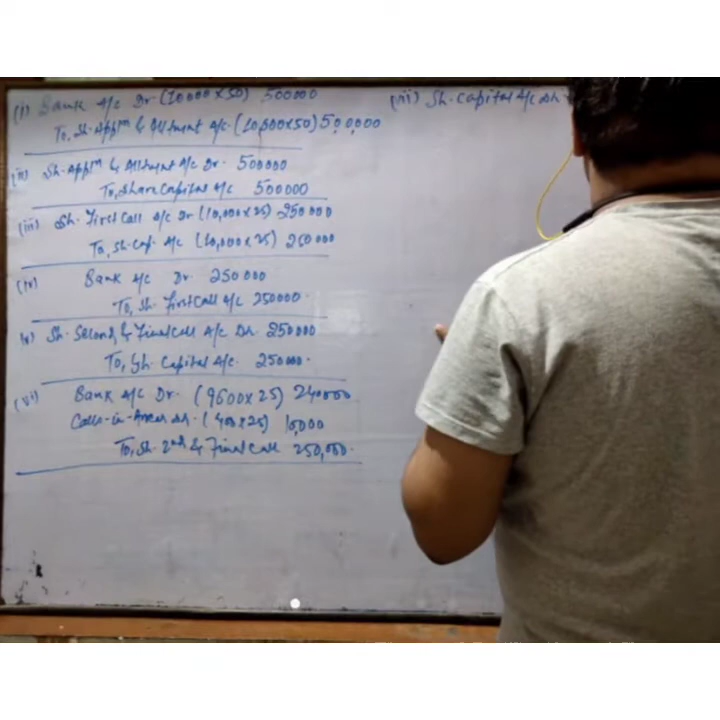 (i) Bank A/c Dr. (10000 x 50) 500000
To, Sh. Applⁿ & Allotment A/c. (10,000x50) 500,000
(ii) Sh. Applⁿ & Allotment A/c Dr. 500000
To, Share Capital A/c 500000
(iii) Sh. First Call A/c Dr (10,000 x 25) 250000
To, Sh. Cap. A/c (10,000 x 25) 250000
(iv) Bank A/c Dr. 250000
To, Sh. First Call A/c 250000.
v) Sh. Second & Final Call A/c Dr. 250000
To, Sh. Capital A/c. 250000.
(vi) Bank A/c Dr. (9600 x 25) 240000
Calls-in-Arrear Dr. (400 x 25) 10,000
To, Sh. 2nd & Final Call 250,000.
(vii) Sh. Capital A/c Dr.